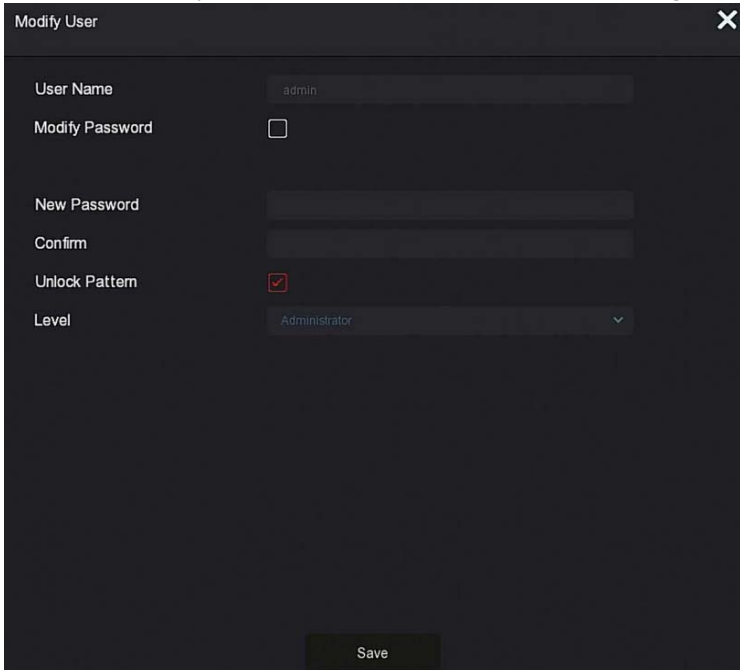 Modify User
User Name admin
Modify Password
New Password
Confirm
Unlock Pattern
Level Administrator
Save